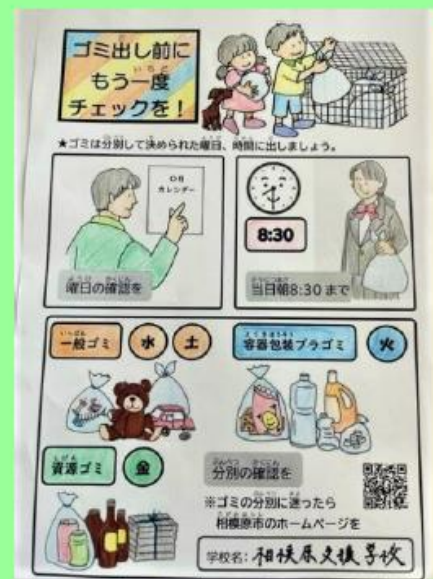 ゴミ出し前に
もう一度
チェックを！
★ゴミは分別して決められた曜日、時間に出しましょう。
〇月
カレンダー
曜日の確認を
8:30
当日朝8:30まで
一般ゴミ 水 土
容器包装プラゴミ 火
資源ゴミ 金
分別の確認を
※ゴミの分別に迷ったら
相模原市のホームページを
学校名：相模原支援学校